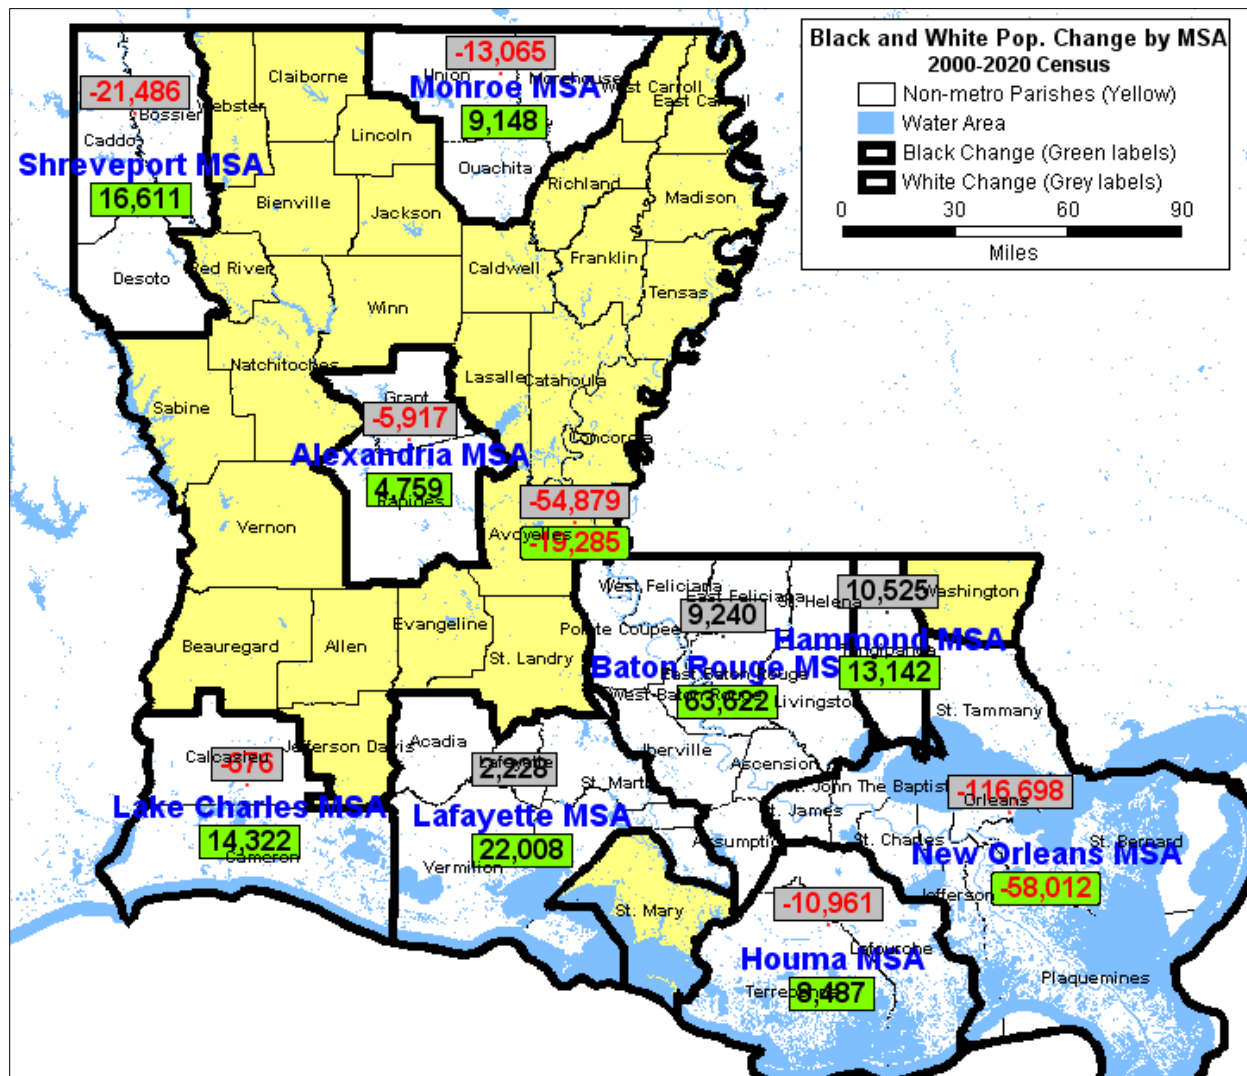 Black and White Pop. Change by MSA
2000-2020 Census
Non-metro Parishes (Yellow)
Water Area
Black Change (Green labels)
White Change (Grey labels)
0 30 60 90
Miles
-13,065
Union
Morehouse
Monroe MSA
9,148
Ouachita
West Carroll
East Carroll
Claiborne
Webster
-21,486
Bossier
Caddo
Shreveport MSA
16,611
Lincoln
Bienville
Jackson
Richland
Madison
Desoto
Red River
Caldwell
Franklin
Tensas
Winn
Natchitoches
Lasalle
Catahoula
Grant
-5,917
Sabine
Concordia
Alexandria MSA
4,759
Rapides
-54,879
Vernon
Avoyelles
-19,285
West Feliciana
East Feliciana
St. Helena
10,525
Washington
9,240
Evangeline
Pointe Coupee
Hammond MSA
Beauregard
Allen
St. Landry
Baton Rouge MS
East Baton Rouge
13,142
West Baton Rouge
63,622
Livingston
St. Tammany
Acadia
Jefferson Davis
Calcasieu
-676
Lafayette
2,228
Iberville
Ascension
St. Martin
St. John The Baptist
-116,698
Orleans
Lake Charles MSA
14,322
Cameron
Lafayette MSA
22,008
Vermilion
St. James
Assumption
St. Charles
St. Bernard
New Orleans MSA
-58,012
Jefferson
St. Mary
-10,961
Lafourche
Houma MSA
8,487
Terrebonne
Plaquemines